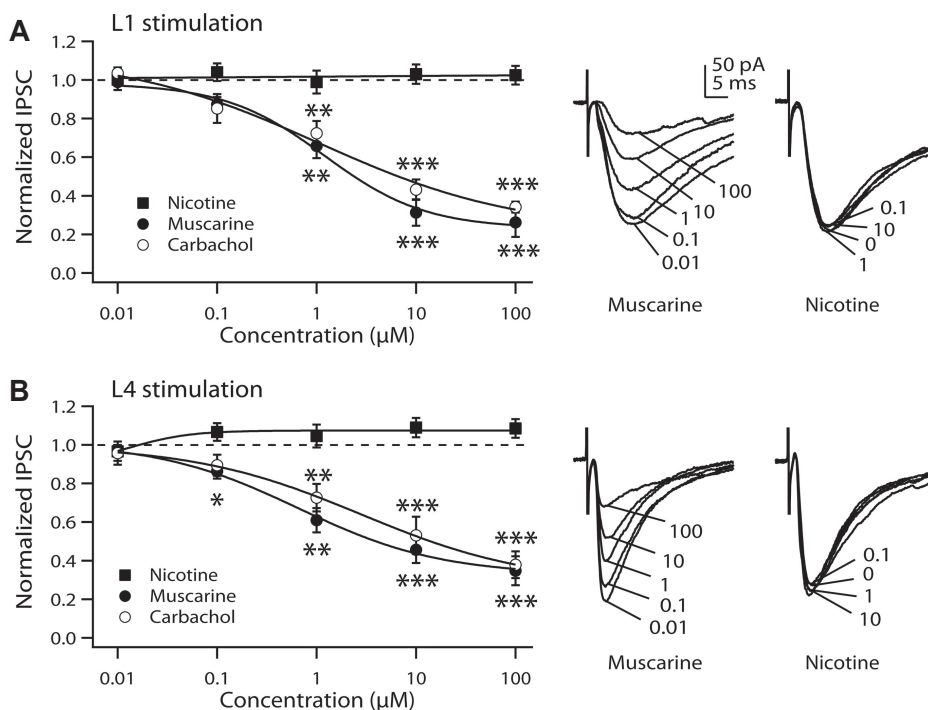 A
L1 stimulation
1.2
1.0
0.8
0.6
0.4
0.2
0.0
Normalized IPSC
**
**
***
***
***
***
Nicotine
Muscarine
Carbachol
0.01
0.1
1
10
100
Concentration (μM)
50 pA
5 ms
100
10
1
0.1
0.01
Muscarine
0.1
10
0
1
Nicotine
B
L4 stimulation
1.2
1.0
0.8
0.6
0.4
0.2
0.0
Normalized IPSC
*
**
**
***
***
***
***
Nicotine
Muscarine
Carbachol
0.01
0.1
1
10
100
Concentration (μM)
100
10
1
0.1
0.01
Muscarine
0.1
0
1
10
Nicotine